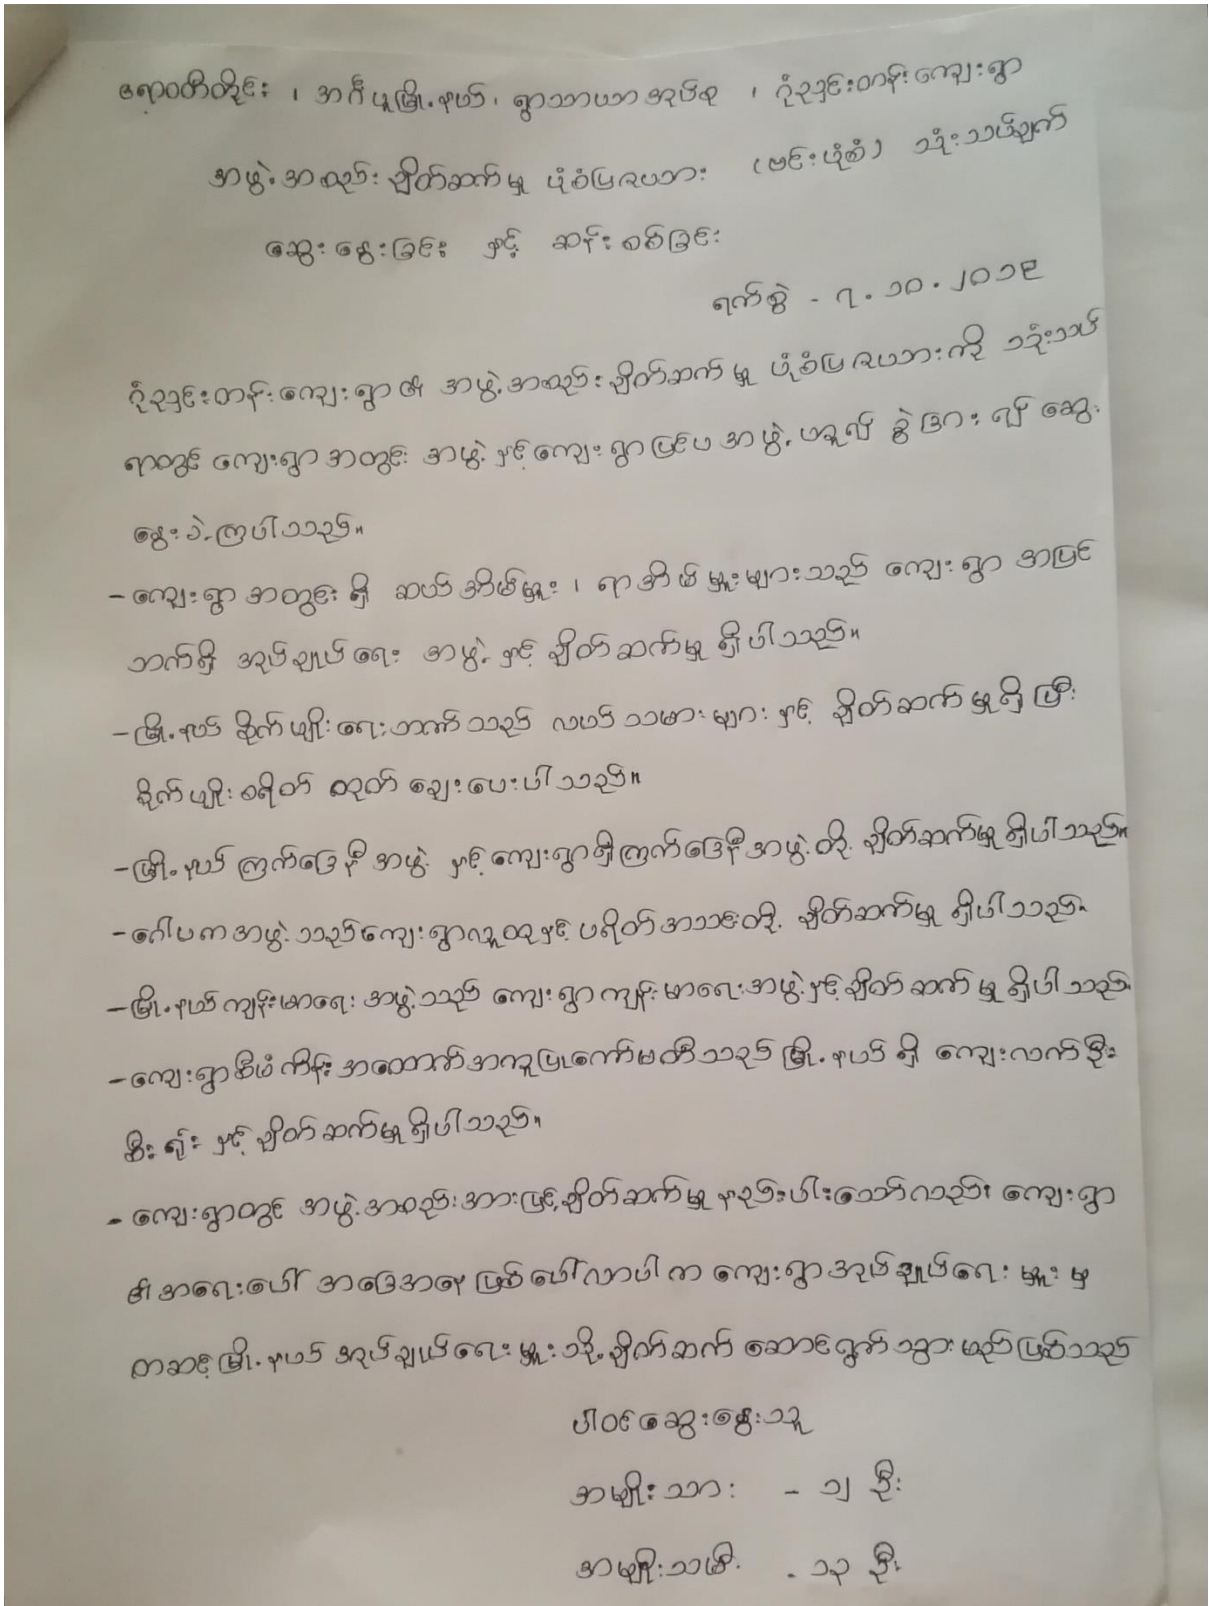 ဧရာဝတီတိုင်း ၊ အင်္ဂပူမြို့နယ်၊ ရွာသာယာအုပ်စု ၊ ဂုံညှင်းတန်းကျေးရွာ
အဖွဲ့အစည်းချိတ်ဆက်မှု ပုံစံပြဇယား (ဗင်းပုံစံ) သုံးသပ်ချက်
ဆွေးနွေးခြင်း နှင့် ဆန်းစစ်ခြင်း
ရက်စွဲ - ၇.၁၀.၂၀၁၉
ဂုံညှင်းတန်းကျေးရွာ၏ အဖွဲ့အစည်းချိတ်ဆက်မှု ပုံစံပြဇယားကို သုံးသပ်
ရာတွင် ကျေးရွာအတွင်း အဖွဲ့ နှင့်ကျေးရွာပြင်ပအဖွဲ့ ဟူ၍ ခွဲခြား၍ ဆွေး
နွေးခဲ့ကြပါသည်။
- ကျေးရွာအတွင်းရှိ ဆယ်အိမ်မှူး ၊ ရာအိမ်မှူးများသည် ကျေးရွာ အပြင်
ဘက်ရှိ အုပ်ချုပ်ရေး အဖွဲ့ နှင့် ချိတ်ဆက်မှု ရှိပါသည်။
- မြို့နယ် စိုက်ပျိုးရေးဘဏ်သည် လယ်သမားများ နှင့် ချိတ်ဆက်မှုရှိပြီး
စိုက်ပျိုးစရိတ် ထုတ်ချေးပေးပါသည်။
- မြို့နယ်ကြက်ခြေနီအဖွဲ့ နှင့်ကျေးရွာရှိကြက်ခြေနီအဖွဲ့တို့ ချိတ်ဆက်မှုရှိပါသည်။
- ဂေါပကအဖွဲ့သည်ကျေးရွာလူထုနှင့်ပရိတ်အသင်းတို့ ချိတ်ဆက်မှု ရှိပါသည်။
- မြို့နယ်ကျန်းမာရေး အဖွဲ့သည် ကျေးရွာကျန်းမာရေးအဖွဲ့နှင့်ချိတ်ဆက်မှု ရှိပါသည်။
- ကျေးရွာစီမံကိန်းအထောက်အကူပြုကော်မတီသည် မြို့နယ်ရှိ ကျေးလက်ဦး
စီးရုံး နှင့် ချိတ်ဆက်မှုရှိပါသည်။
- ကျေးရွာတွင် အဖွဲ့အစည်းအားဖြင့်ချိတ်ဆက်မှု နည်းပါးသော်လည်း ကျေးရွာ
၏အရေးပေါ် အခြေအနေဖြစ်ပေါ်လာပါက ကျေးရွာအုပ်ချုပ်ရေးမှူးမှ
တဆင့်မြို့နယ် အုပ်ချုပ်ရေးမှူးသို့ချိတ်ဆက် ဆောင်ရွက်သွားမည်ဖြစ်သည်
ပါဝင်ဆွေးနွေးသူ
အမျိုးသား - ၁၂ ဦး
အမျိုးသမီး - ၁၃ ဦး